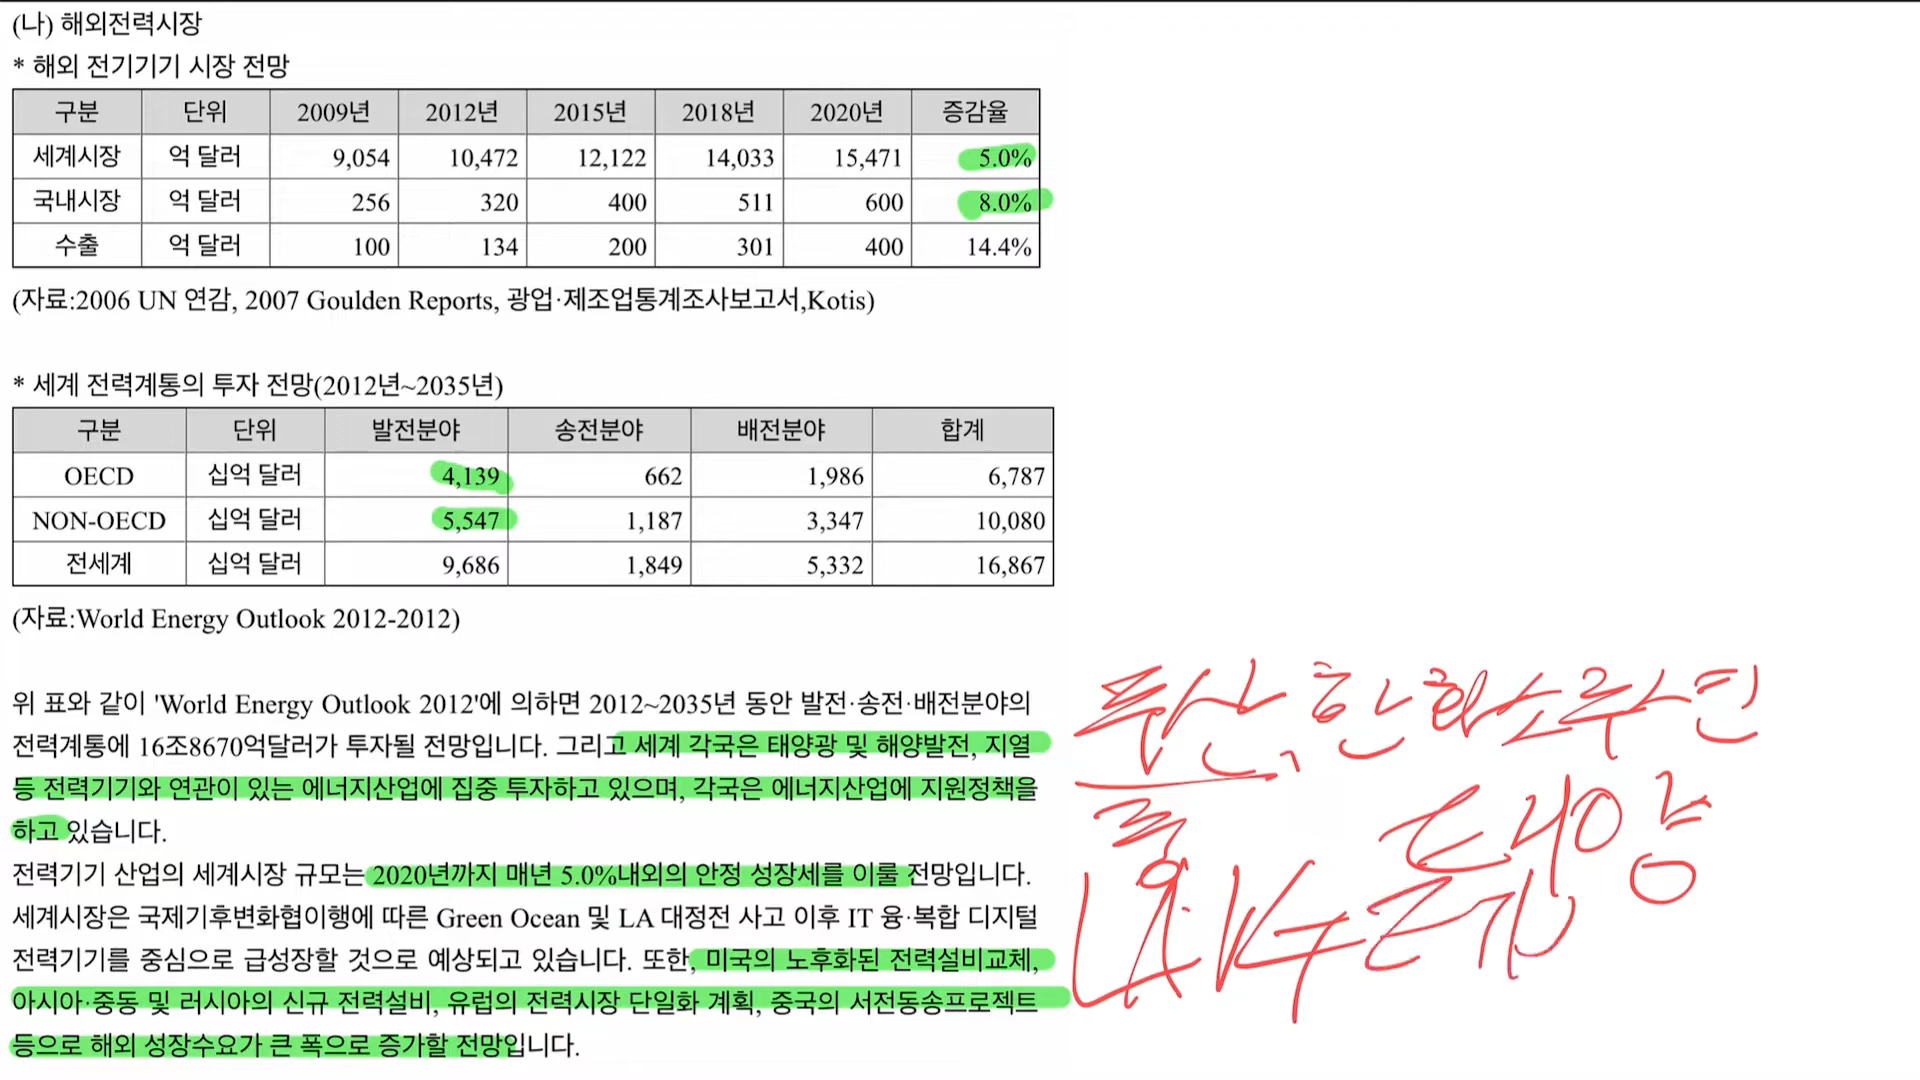 (나) 해외전력시장
* 해외 전기기기 시장 전망
구분 단위 2009년 2012년 2015년 2018년 2020년 증감율
세계시장 억 달러 9,054 10,472 12,122 14,033 15,471 5.0%
국내시장 억 달러 256 320 400 511 600 8.0%
수출 억 달러 100 134 200 301 400 14.4%
(자료:2006 UN 연감, 2007 Goulden Reports, 광업·제조업통계조사보고서,Kotis)
* 세계 전력계통의 투자 전망(2012년~2035년)
구분 단위 발전분야 송전분야 배전분야 합계
OECD 십억 달러 4,139 662 1,986 6,787
NON-OECD 십억 달러 5,547 1,187 3,347 10,080
전세계 십억 달러 9,686 1,849 5,332 16,867
(자료:World Energy Outlook 2012-2012)
위 표와 같이 'World Energy Outlook 2012'에 의하면 2012~2035년 동안 발전·송전·배전분야의
전력계통에 16조8670억달러가 투자될 전망입니다. 그리고 세계 각국은 태양광 및 해양발전, 지열
등 전력기기와 연관이 있는 에너지산업에 집중 투자하고 있으며, 각국은 에너지산업에 지원정책을
하고 있습니다.
전력기기 산업의 세계시장 규모는 2020년까지 매년 5.0%내외의 안정 성장세를 이룰 전망입니다.
세계시장은 국제기후변화협이행에 따른 Green Ocean 및 LA 대정전 사고 이후 IT 융·복합 디지털
전력기기를 중심으로 급성장할 것으로 예상되고 있습니다. 또한, 미국의 노후화된 전력설비교체,
아시아·중동 및 러시아의 신규 전력설비, 유럽의 전력시장 단일화 계획, 중국의 서전동송프로젝트
등으로 해외 성장수요가 큰 폭으로 증가할 전망입니다.
두산, 한화솔루션
태양